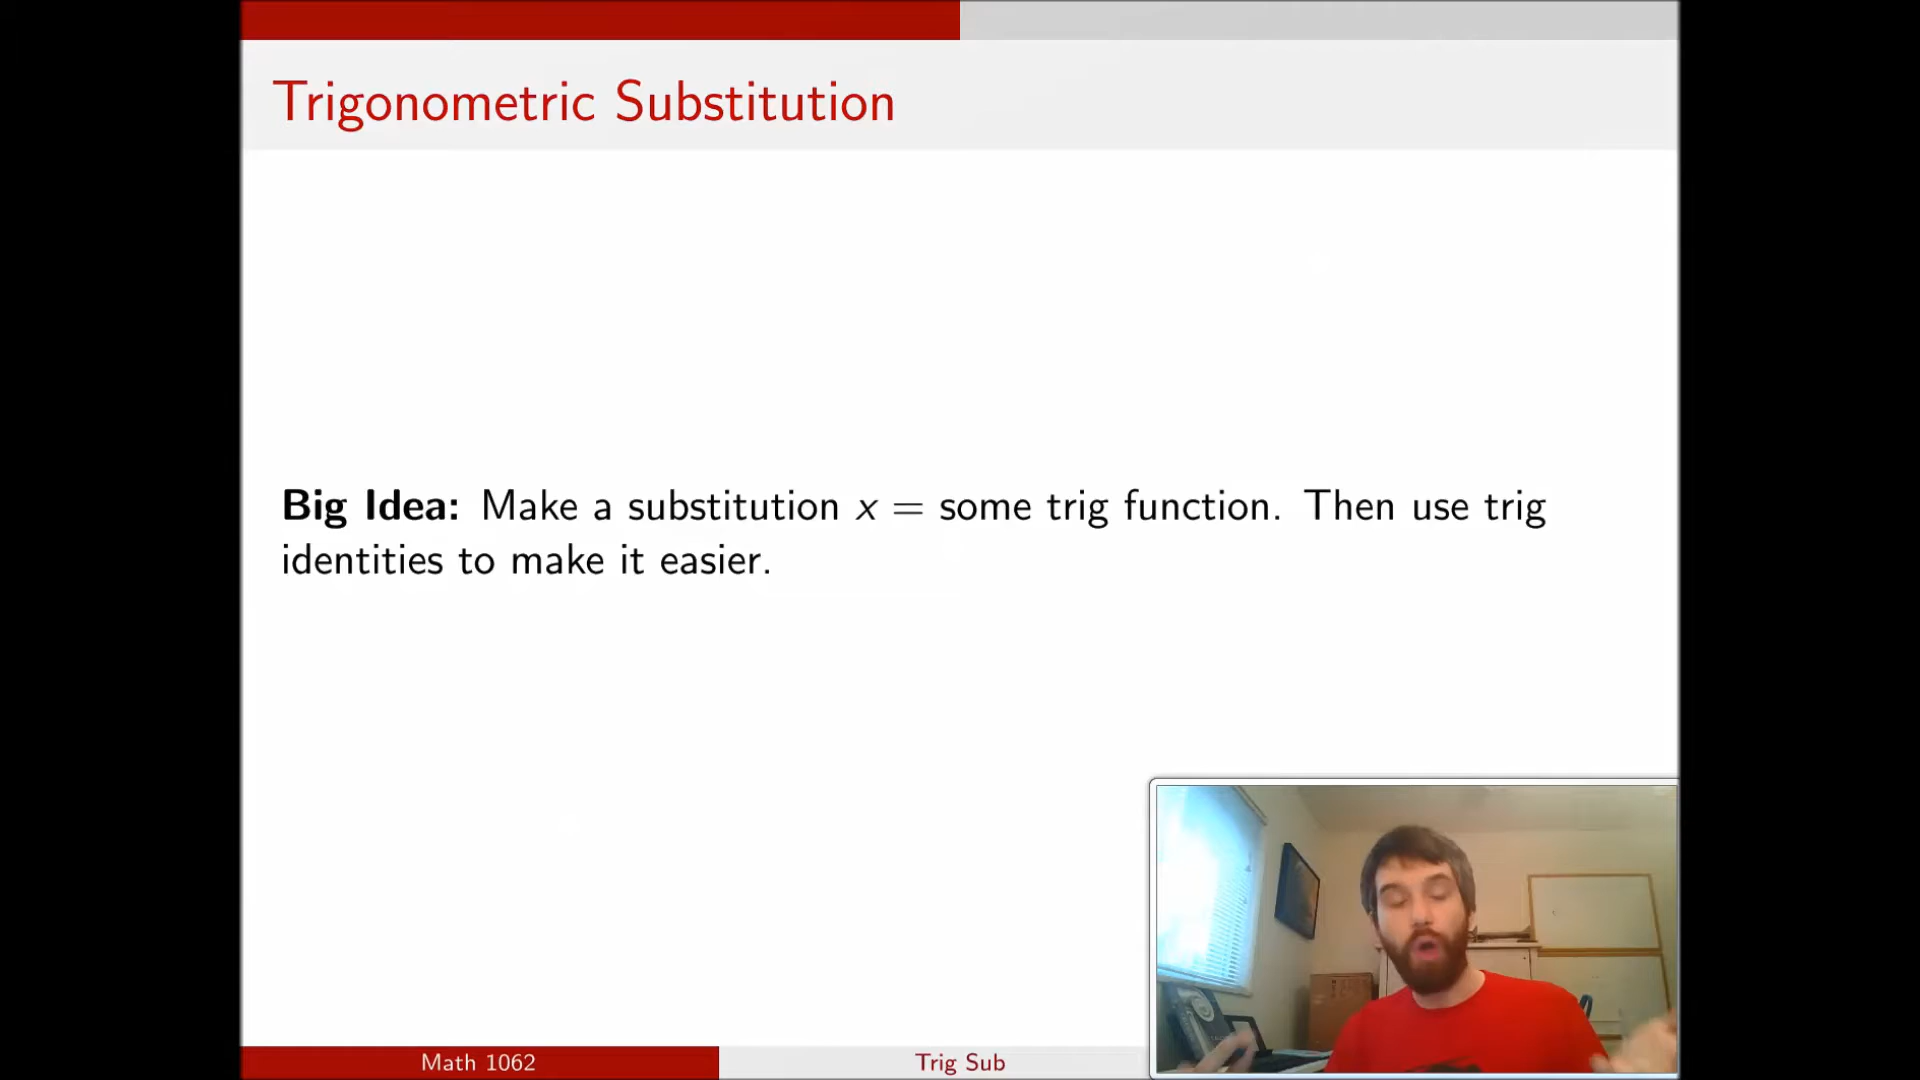 Trigonometric Substitution
Big Idea: Make a substitution x = some trig function. Then use trig
identities to make it easier.
Math 1062
Trig Sub